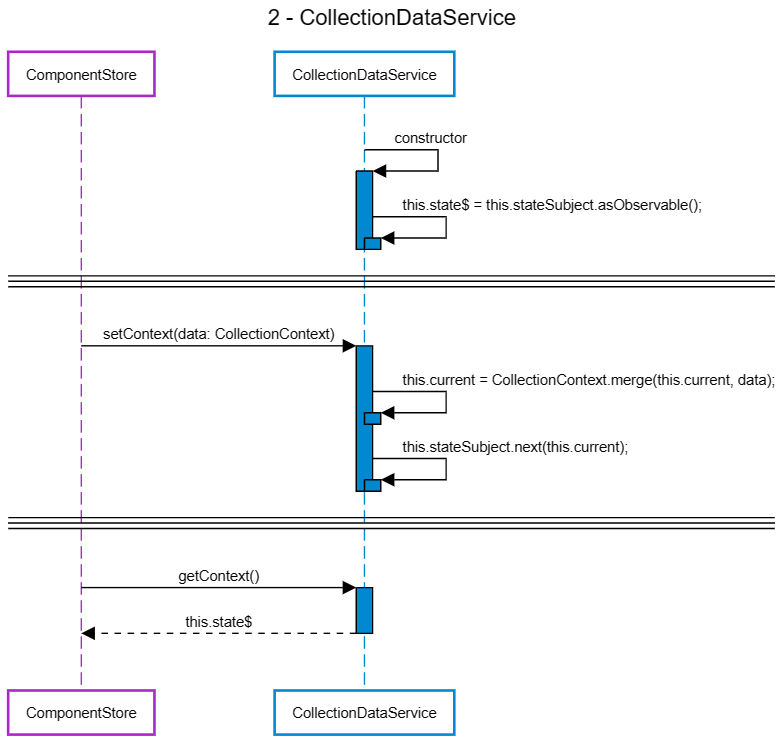 2 - CollectionDataService
ComponentStore
CollectionDataService
constructor
this.state$ = this.stateSubject.asObservable();
setContext(data: CollectionContext)
this.current = CollectionContext.merge(this.current, data);
this.stateSubject.next(this.current);
getContext()
this.state$
ComponentStore
CollectionDataService